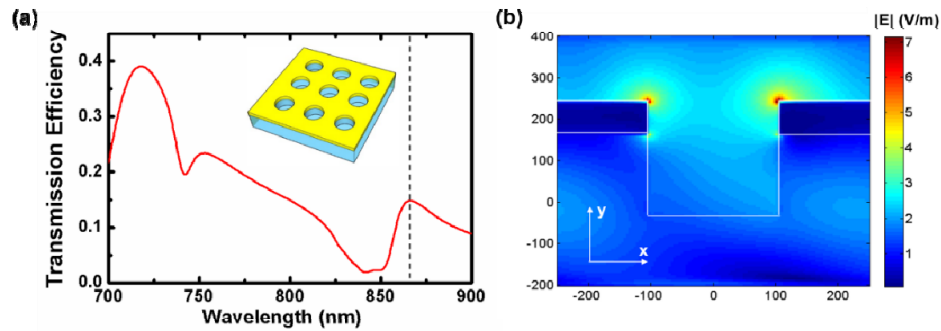 (a)
Transmission Efficiency
0.4
0.3
0.2
0.1
0.0
700 750 800 850 900
Wavelength (nm)
(b)
|E| (V/m)
400
300
200
100
0
-100
-200
-200 -100 0 100 200
y
x
7
6
5
4
3
2
1